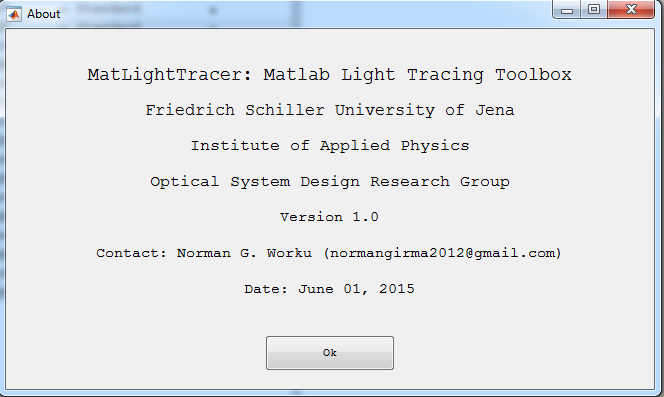 About
MatLightTracer: Matlab Light Tracing Toolbox
Friedrich Schiller University of Jena
Institute of Applied Physics
Optical System Design Research Group
Version 1.0
Contact: Norman G. Worku (normangirma2012@gmail.com)
Date: June 01, 2015
Ok